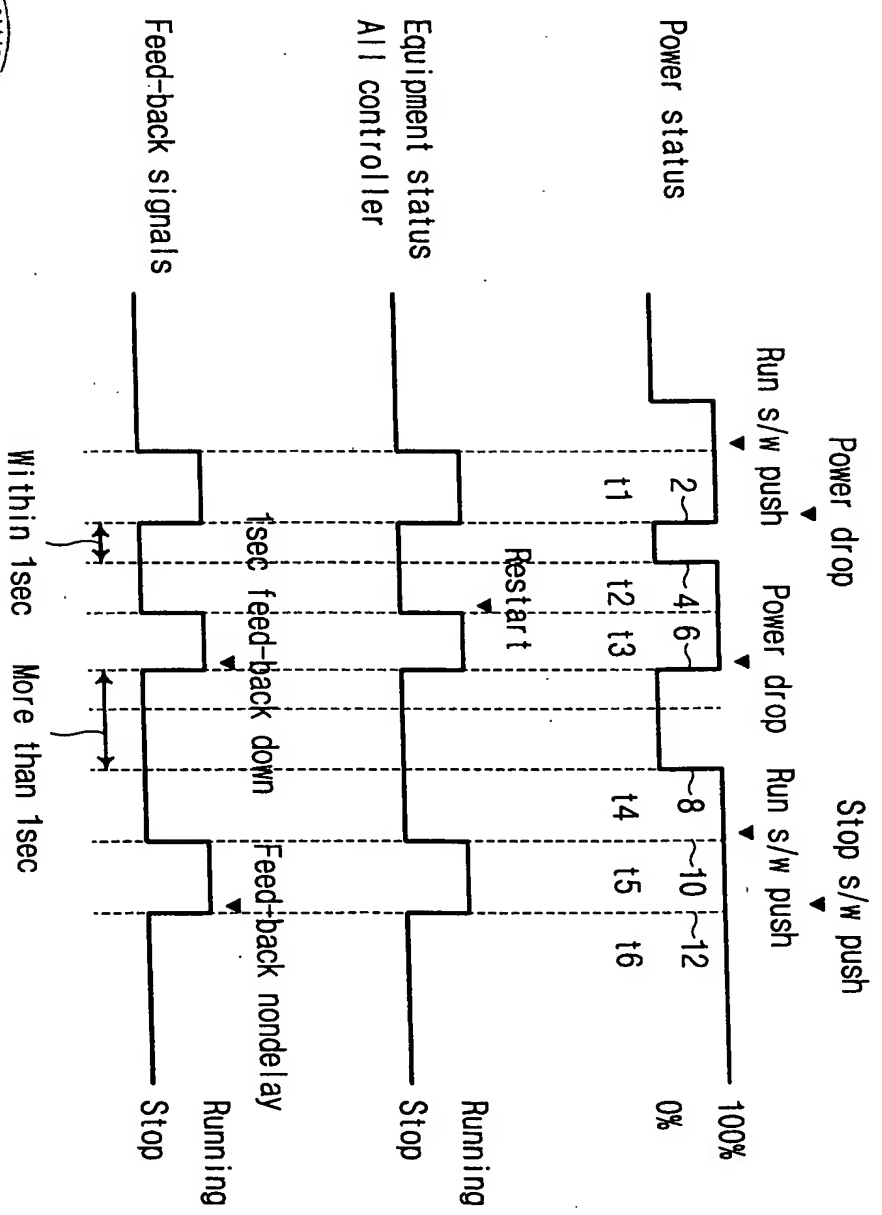 Power drop
Stop s/w push
Run s/w push
Power drop
Run s/w push
Power status
100%
0%
2
4
6
8
10
12
t1
t2
t3
t4
t5
t6
Restart
Equipment status
All controller
Running
Stop
1sec feed-back down
Feed-back nondelay
Feed-back signals
Running
Stop
Within 1sec
More than 1sec